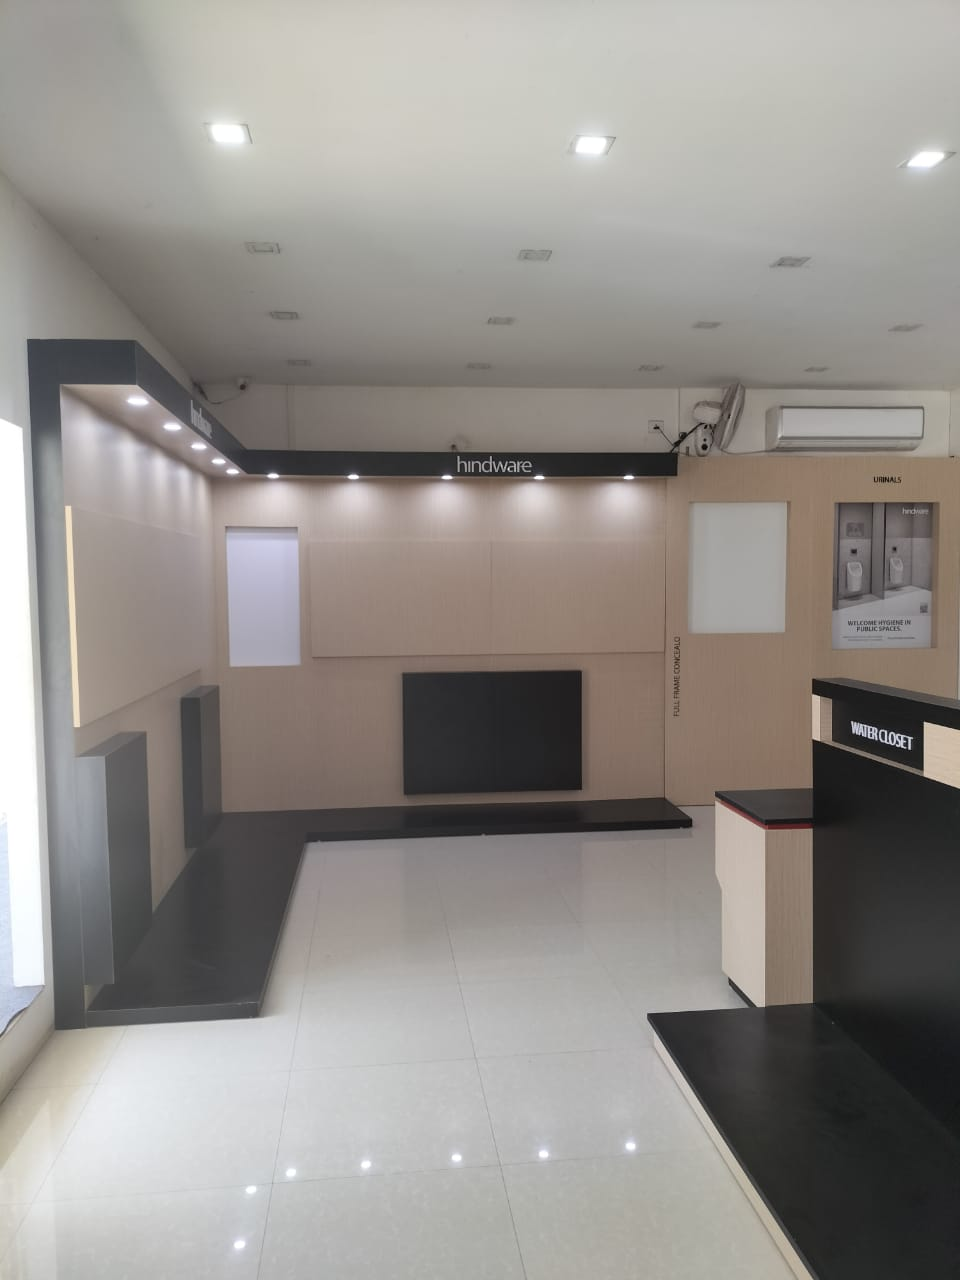 hindware
hindware
URINALS
hindware
WELCOME HYGIENE IN
PUBLIC SPACES.
FULL FRAME CONCEALO
WATER CLOSET